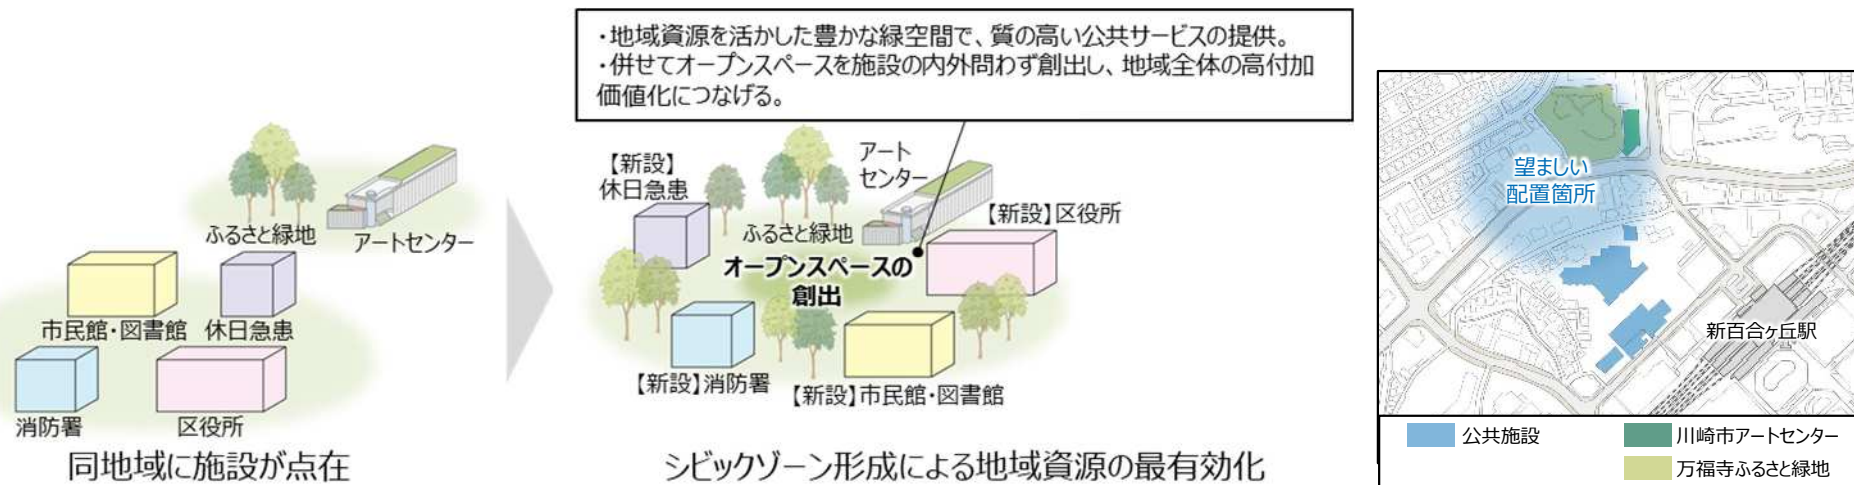 ・地域資源を活かした豊かな緑空間で、質の高い公共サービスの提供。
・併せてオープンスペースを施設の内外問わず創出し、地域全体の高付加
価値化につなげる。
ふるさと緑地
アートセンター
市民館・図書館
休日急患
消防署
区役所
同地域に施設が点在
【新設】
休日急患
アート
センター
ふるさと緑地
【新設】区役所
オープンスペースの
創出
【新設】消防署
【新設】市民館・図書館
シビックゾーン形成による地域資源の最有効化
望ましい
配置箇所
新百合ヶ丘駅
公共施設
川崎市アートセンター
万福寺ふるさと緑地